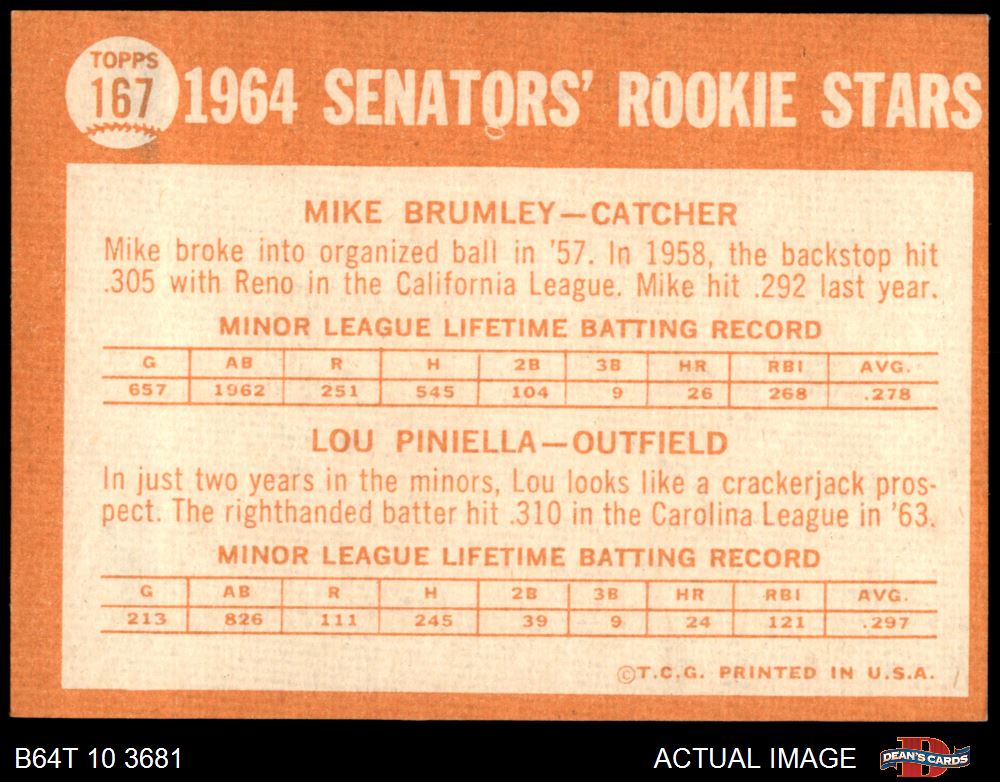 TOPPS
167
1964 SENATORS' ROOKIE STARS
MIKE BRUMLEY—CATCHER
Mike broke into organized ball in '57. In 1958, the backstop hit
.305 with Reno in the California League. Mike hit .292 last year.
MINOR LEAGUE LIFETIME BATTING RECORD
G AB R H 2B 3B HR RBI AVG.
657 1962 251 545 104 9 26 268 .278
LOU PINIELLA—OUTFIELD
In just two years in the minors, Lou looks like a crackerjack pros-
pect. The righthanded batter hit .310 in the Carolina League in '63.
MINOR LEAGUE LIFETIME BATTING RECORD
G AB R H 2B 3B HR RBI AVG.
213 826 111 245 39 9 24 121 .297
©T.C.G. PRINTED IN U.S.A.
B64T 10 3681
ACTUAL IMAGE
D
DEAN'S CARDS